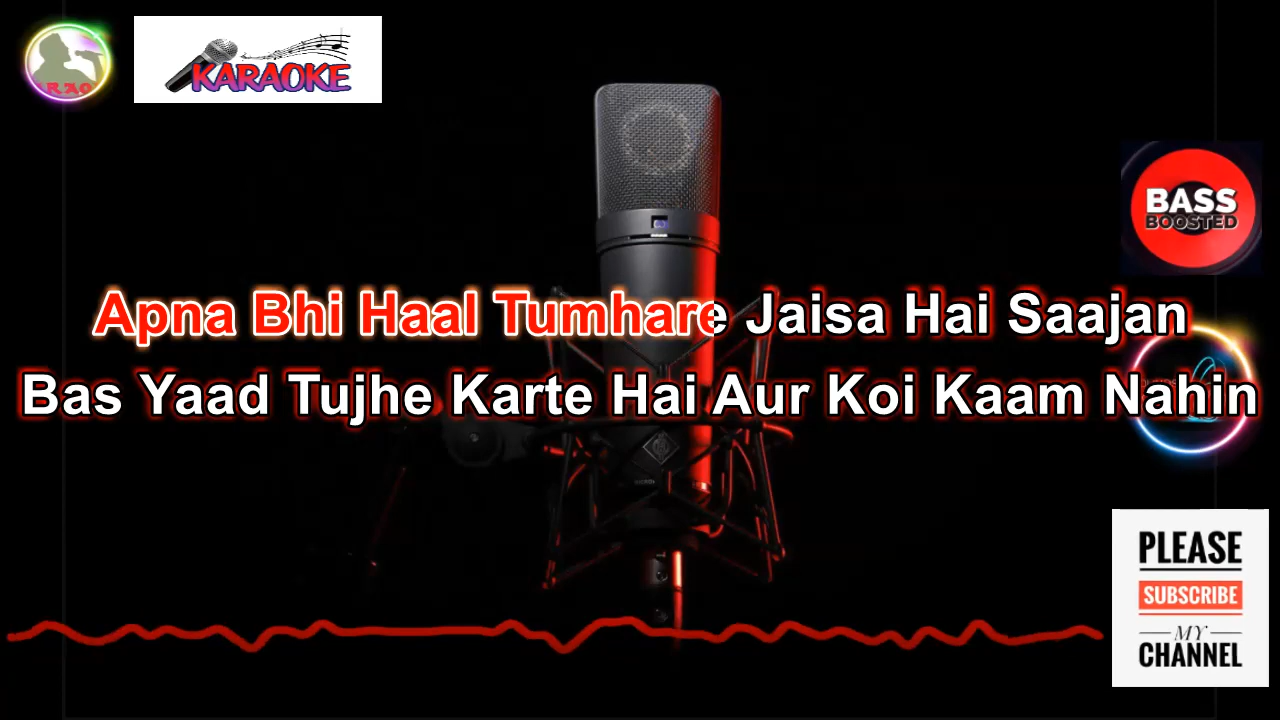 RAO
KARAOKE
BASS
BOOSTED
Apna Bhi Haal Tumhare Jaisa Hai Saajan
Bas Yaad Tujhe Karte Hai Aur Koi Kaam Nahin
PLEASE
SUBSCRIBE
MY
CHANNEL